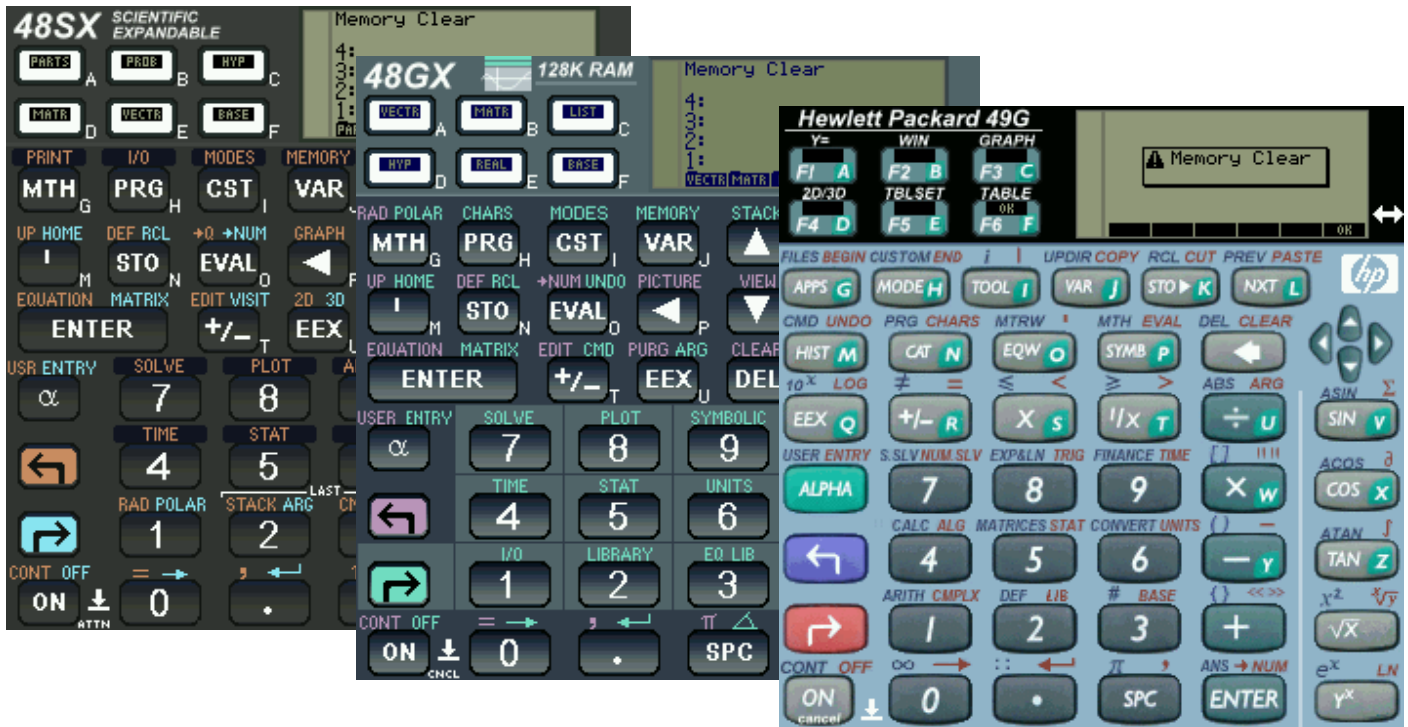 48SX SCIENTIFIC EXPANDABLE
Memory Clear
4:
3:
2:
1:
PARTS A PROB B HYP C
MATR D VECTR E BASE F
PRINT I/O MODES MEMORY
MTH G PRG H CST I VAR
UP HOME DEF RCL →Q →NUM GRAPH
' M STO N EVAL O ◀
EQUATION MATRIX EDIT VISIT 2D 3D
ENTER +/− T EEX
USR ENTRY SOLVE PLOT
α 7 8
TIME STAT
4 5
RAD POLAR STACK ARG LAST
1 2
CONT OFF = → , ↵
ON ATTN 0 .
48GX 128K RAM
Memory Clear
4:
3:
2:
1:
VECTR MATR
VECTR A MATR B LIST C
HYP D REAL E BASE F
RAD POLAR CHARS MODES MEMORY STACK
MTH G PRG H CST I VAR J ▲
UP HOME DEF RCL →NUM UNDO PICTURE VIEW
' M STO N EVAL O ◀ P ▼
EQUATION MATRIX EDIT CMD PURG ARG CLEAR
ENTER +/− T EEX U DEL
USER ENTRY SOLVE PLOT SYMBOLIC
α 7 8 9
TIME STAT UNITS
4 5 6
I/O LIBRARY EQ LIB
1 2 3
CONT OFF = → , ↵ π ∠
ON CNCL 0 . SPC
Hewlett Packard 49G
Memory Clear
OK
Y= WIN GRAPH
F1 A F2 B F3 C
2D/3D TBLSET TABLE
OK
F4 D F5 E F6 F
FILES BEGIN CUSTOM END i | UPDIR COPY RCL CUT PREV PASTE
APPS G MODE H TOOL I VAR J STO▶ K NXT L
hp
CMD UNDO PRG CHARS MTRW ' MTH EVAL DEL CLEAR
HIST M CAT N EQW O SYMB P
10ˣ LOG ≠ = ≤ < ≥ > ABS ARG ASIN Σ
EEX Q +/− R X S 1/X T ÷ U SIN V
USER ENTRY S.SLV NUM.SLV EXP&LN TRIG FINANCE TIME [] "" ACOS ∂
ALPHA 7 8 9 × W COS X
CALC ALG MATRICES STAT CONVERT UNITS () _ ATAN ∫
4 5 6 − Y TAN Z
ARITH CMPLX DEF LIB # BASE {} «» x² ˣ√y
1 2 3 + √X
CONT OFF ∞ → :: ↵ π , ANS →NUM eˣ LN
ON cancel 0 . SPC ENTER Yˣ